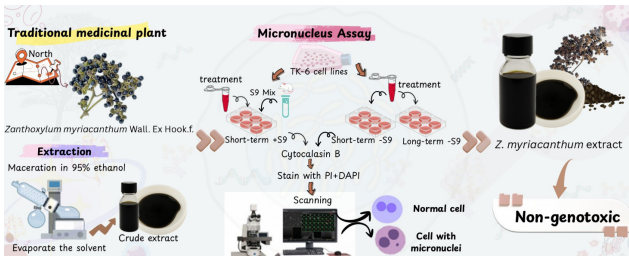 Traditional medicinal plant
North
Zanthoxylum myriacanthum Wall. Ex Hook.f.
Extraction
Maceration in 95% ethanol
Evaporate the solvent
Crude extract
Micronucleus Assay
TK-6 cell lines
treatment
S9 Mix
treatment
Short-term +S9
Short-term -S9
Long-term -S9
Cytocalasin B
Stain with PI+DAPI
Scanning
Normal cell
Cell with
micronuclei
Z. myriacanthum extract
Non-genotoxic